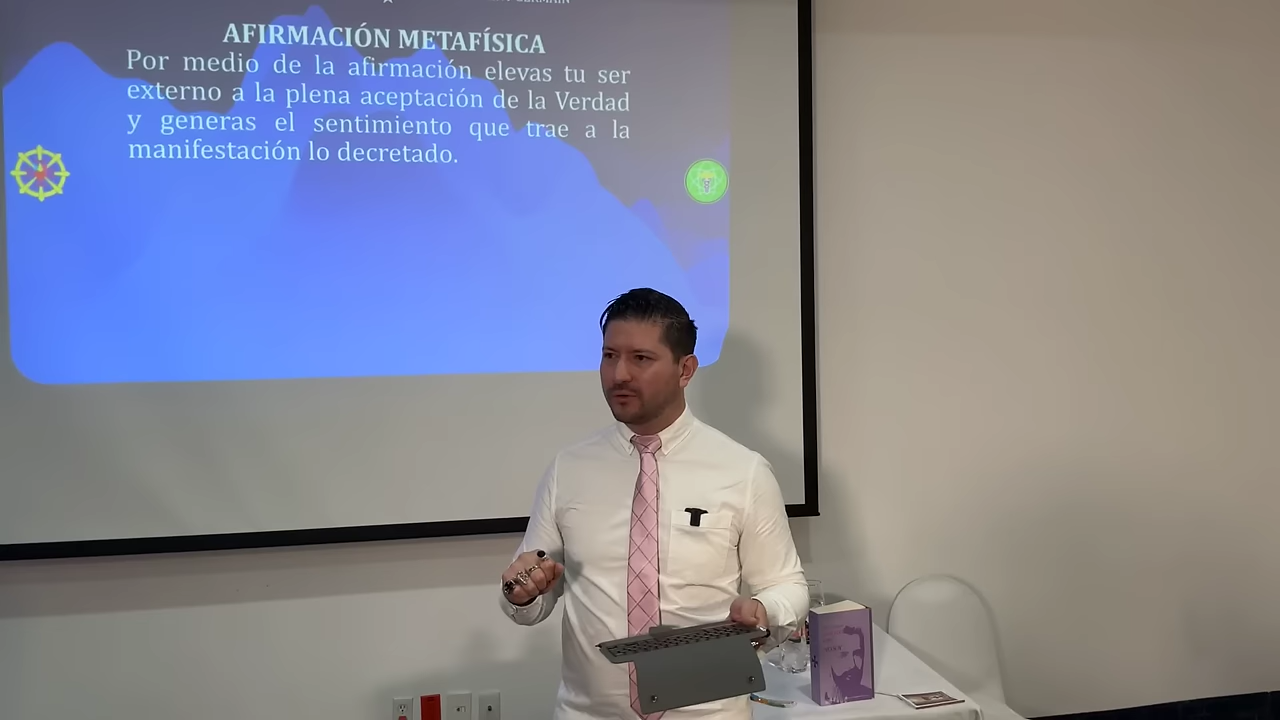 AFIRMACIÓN METAFÍSICA
Por medio de la afirmación elevas tu ser
externo a la plena aceptación de la Verdad
y generas el sentimiento que trae a la
manifestación lo decretado.